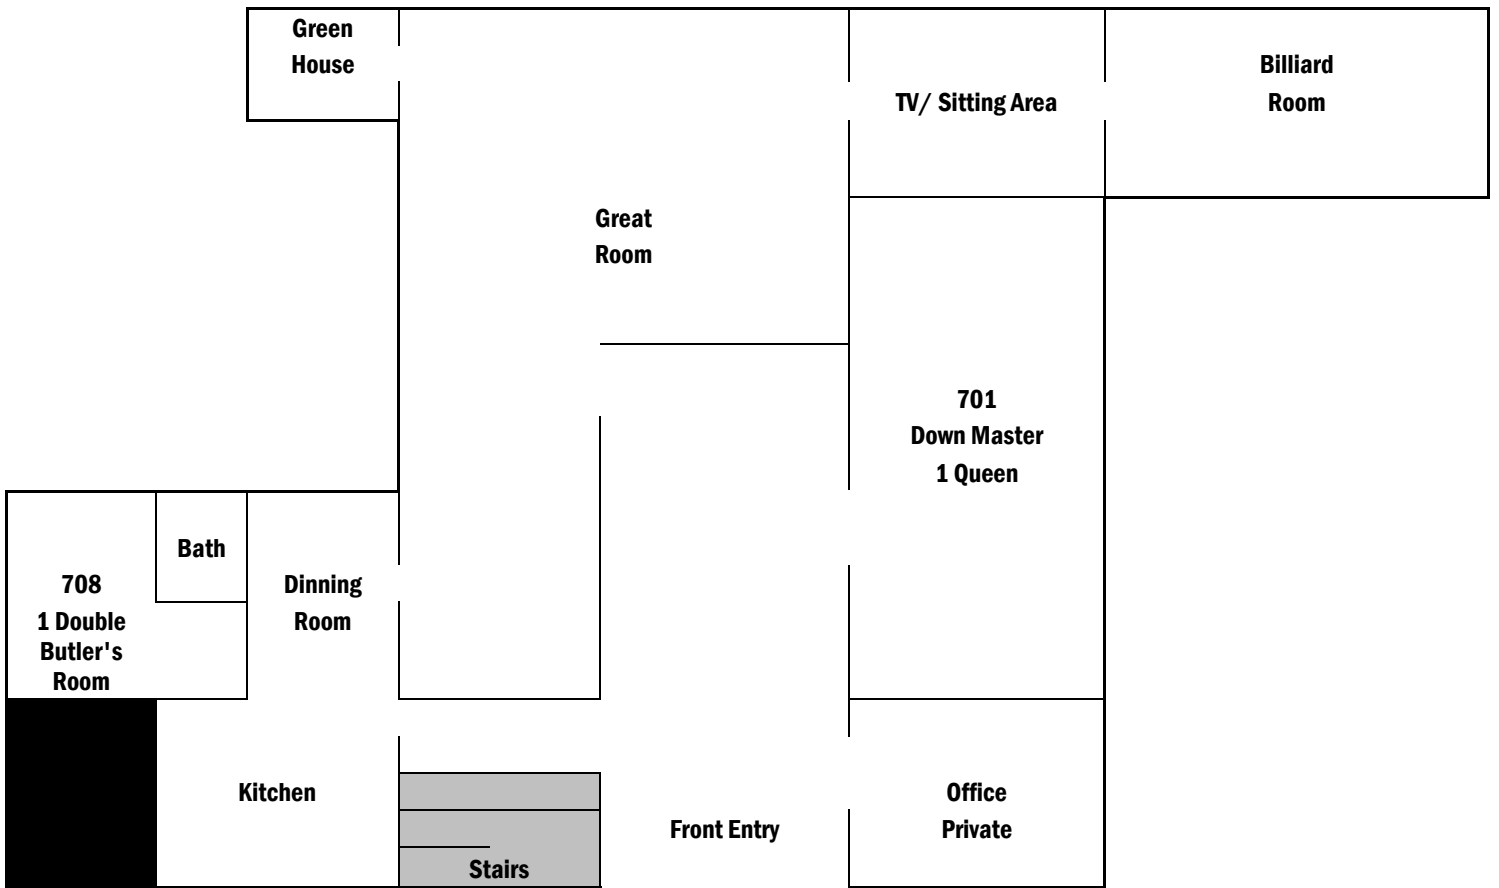 Green
House
Billiard
Room
TV/ Sitting Area
Great
Room
701
Down Master
1 Queen
Bath
708
1 Double
Butler's
Room
Dinning
Room
Kitchen
Stairs
Front Entry
Office
Private